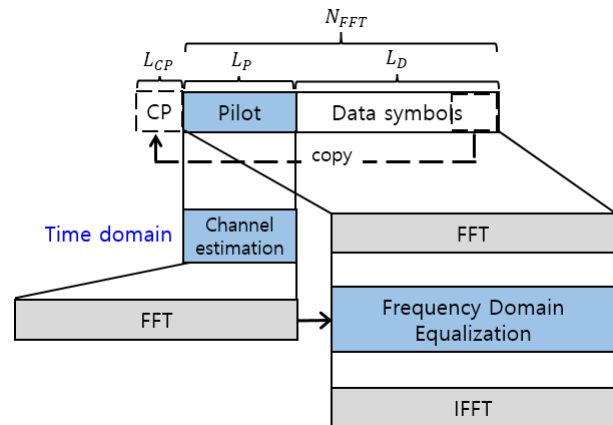 N_FFT
L_CP L_P L_D
CP Pilot Data symbols
copy
Time domain
Channel
estimation
FFT
FFT
Frequency Domain
Equalization
IFFT